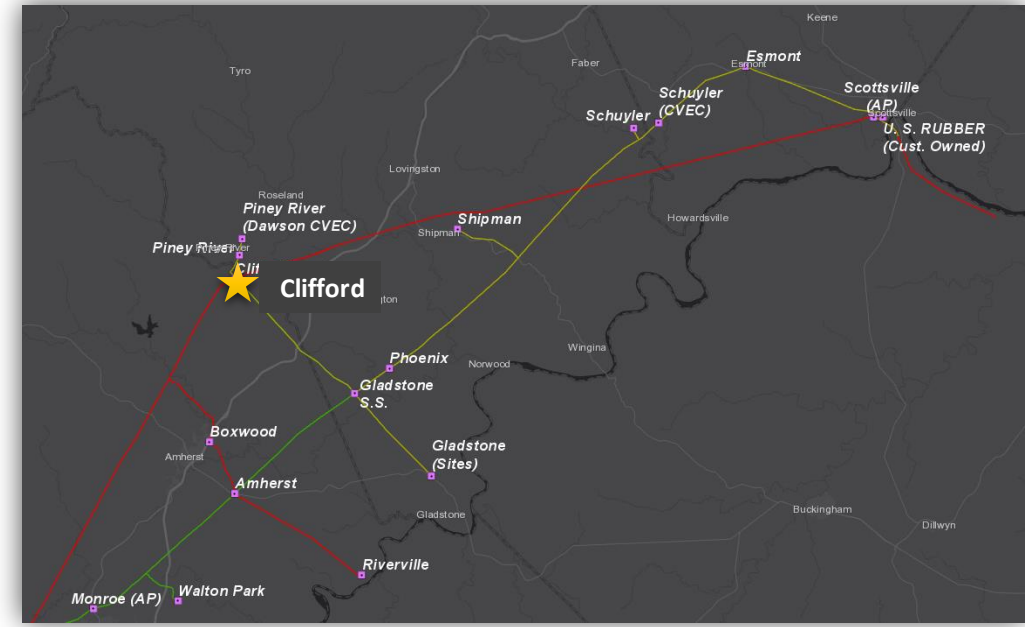 Keene
Tyro
Faber
Esmont
Esmont
Scottsville
(AP)
Scottsville
U. S. RUBBER
(Cust. Owned)
Schuyler
(CVEC)
Schuyler
Lovingston
Roseland
Piney River
(Dawson CVEC)
Howardsville
Shipman
Shipman
Piney River
Clif
Clifford
gton
Wingina
Phoenix
Norwood
Gladstone
S.S.
Boxwood
Amherst
Gladstone
(Sites)
Amherst
Gladstone
Buckingham
Dillwyn
Riverville
Monroe (AP)
Walton Park